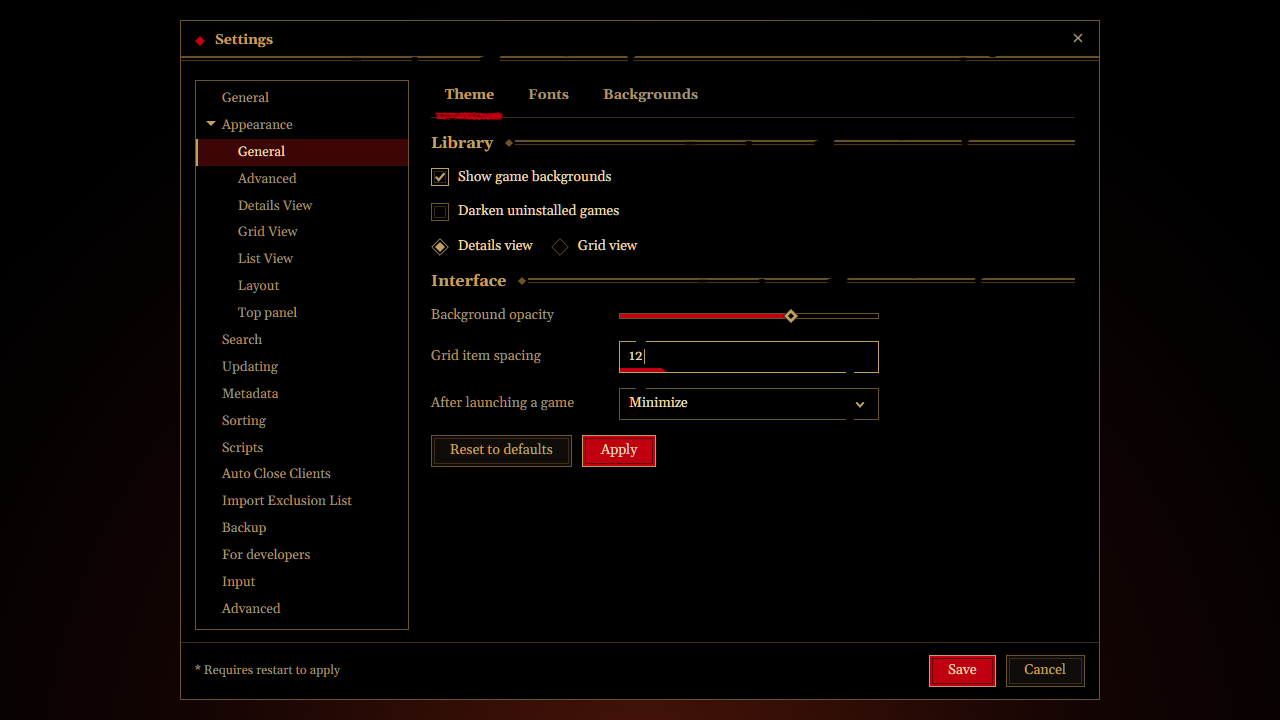 Settings
General
Appearance
General
Advanced
Details View
Grid View
List View
Layout
Top panel
Search
Updating
Metadata
Sorting
Scripts
Auto Close Clients
Import Exclusion List
Backup
For developers
Input
Advanced
Theme Fonts Backgrounds
Library
Show game backgrounds
Darken uninstalled games
Details view Grid view
Interface
Background opacity
Grid item spacing 12
After launching a game Minimize
Reset to defaults Apply
* Requires restart to apply
Save Cancel